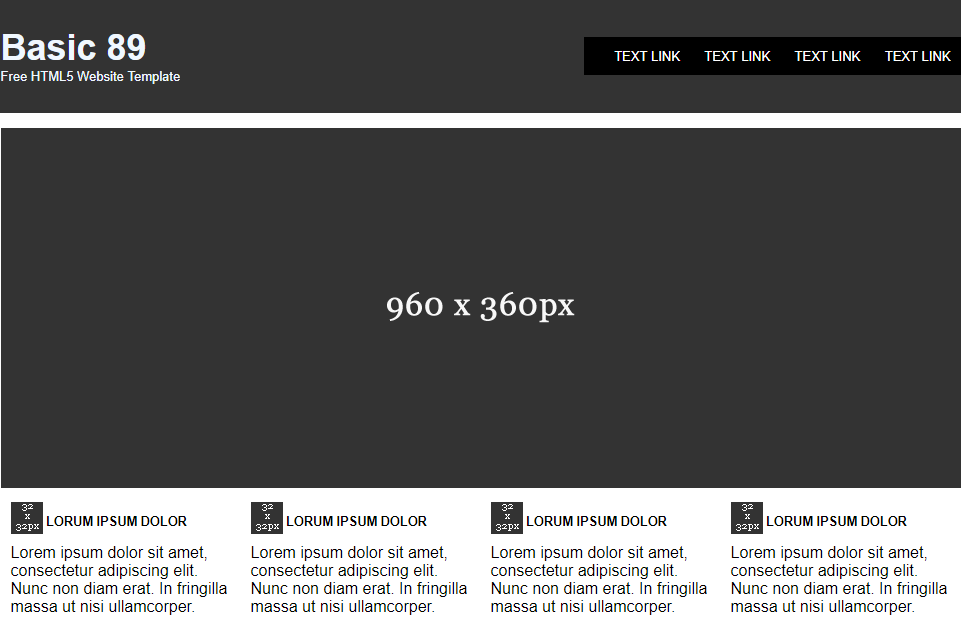 Basic 89
Free HTML5 Website Template
TEXT LINK TEXT LINK TEXT LINK TEXT LINK
960 x 360px
32
x
32px
LORUM IPSUM DOLOR
Lorem ipsum dolor sit amet,
consectetur adipiscing elit.
Nunc non diam erat. In fringilla
massa ut nisi ullamcorper.
32
x
32px
LORUM IPSUM DOLOR
Lorem ipsum dolor sit amet,
consectetur adipiscing elit.
Nunc non diam erat. In fringilla
massa ut nisi ullamcorper.
32
x
32px
LORUM IPSUM DOLOR
Lorem ipsum dolor sit amet,
consectetur adipiscing elit.
Nunc non diam erat. In fringilla
massa ut nisi ullamcorper.
32
x
32px
LORUM IPSUM DOLOR
Lorem ipsum dolor sit amet,
consectetur adipiscing elit.
Nunc non diam erat. In fringilla
massa ut nisi ullamcorper.